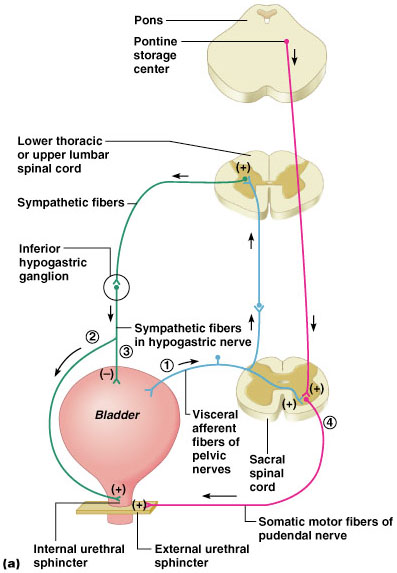 Pons
Pontine
storage
center
Lower thoracic
or upper lumbar
spinal cord
(+)
Sympathetic fibers
Inferior
hypogastric
ganglion
②
③
Sympathetic fibers
in hypogastric nerve
①
(–)
(+)
(+)
④
Bladder
Visceral
afferent
fibers of
pelvic
nerves
Sacral
spinal
cord
(+)
(+)
Somatic motor fibers of
pudendal nerve
(a)
Internal urethral
sphincter
External urethral
sphincter